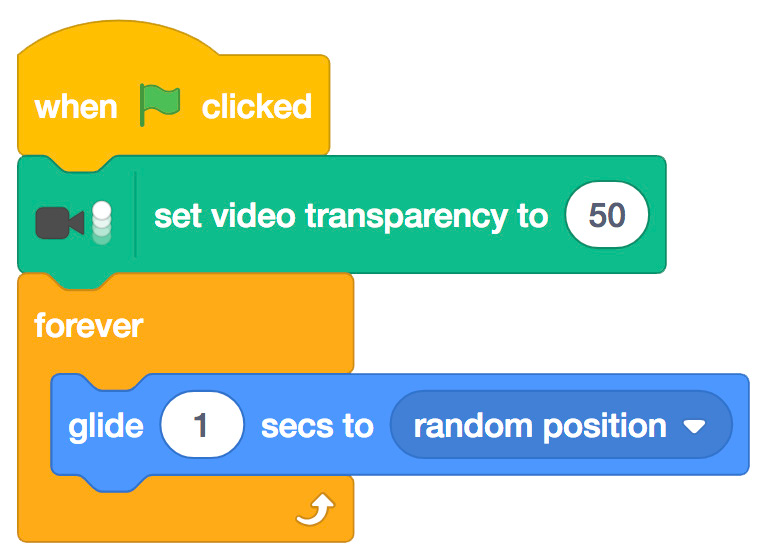 when clicked
set video transparency to 50
forever
glide 1 secs to random position